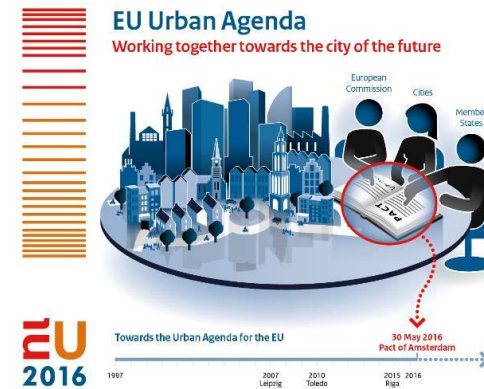 EU Urban Agenda
Working together towards the city of the future
European
Commission
Cities
Member
States
PACT
30 May 2016
Pact of Amsterdam
Towards the Urban Agenda for the EU
1997
2007
Leipzig
2010
Toledo
2015
Riga
2016
nl EU
2016